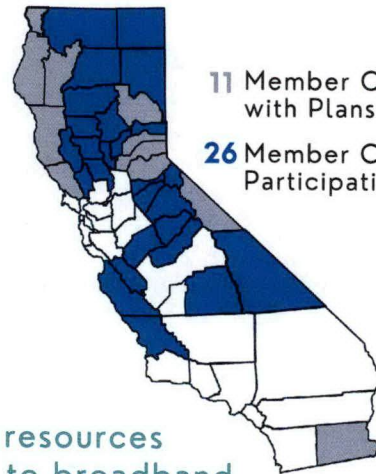 11 Member C
with Plans
26 Member C
Participati
resources
to broadband